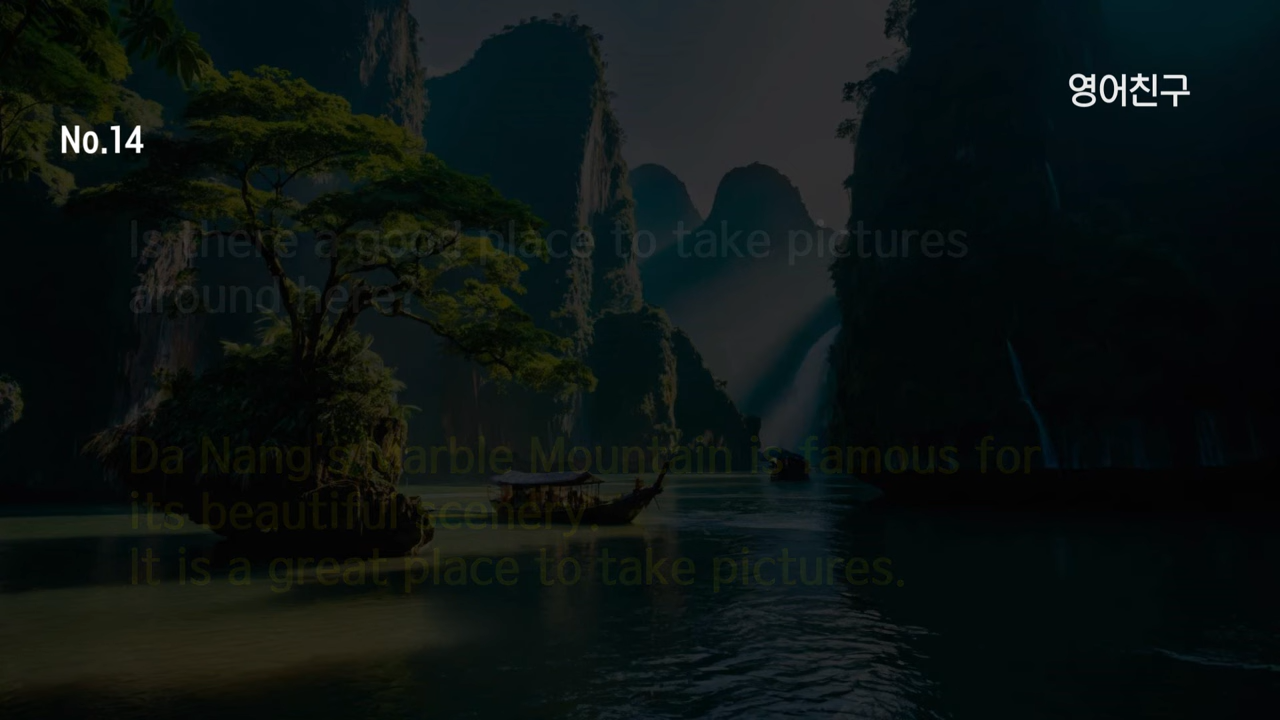 영어친구
No.14
Is there a good place to take pictures
around here?
Da Nang's Marble Mountain is famous for
its beautiful scenery.
It is a great place to take pictures.